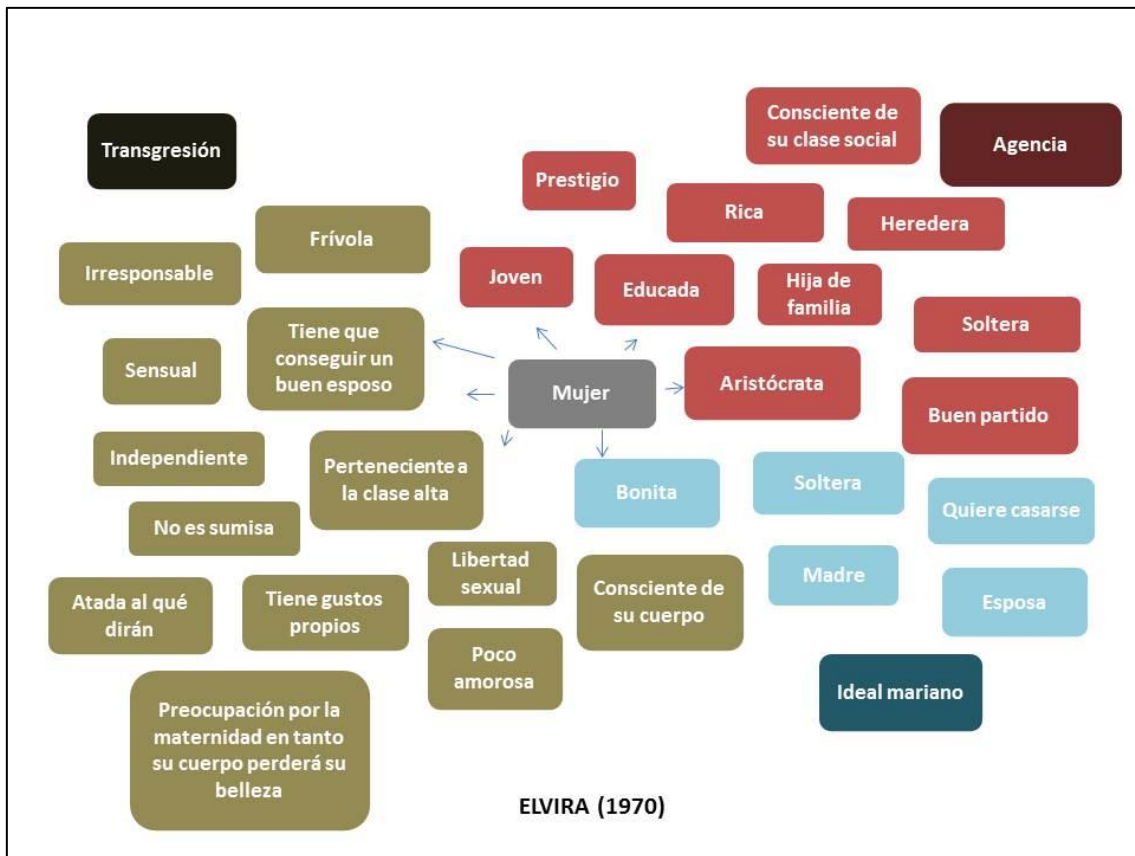 Transgresión
Consciente de
su clase social
Agencia
Prestigio
Rica
Heredera
Frívola
Irresponsable
Joven
Educada
Hija de
familia
Soltera
Tiene que
conseguir un
buen esposo
Sensual
Mujer
Aristócrata
Buen partido
Independiente
Perteneciente a
la clase alta
Bonita
Soltera
Quiere casarse
No es sumisa
Libertad
sexual
Consciente de
su cuerpo
Madre
Esposa
Atada al qué
dirán
Tiene gustos
propios
Poco
amorosa
Ideal mariano
Preocupación por la
maternidad en tanto
su cuerpo perderá su
belleza
ELVIRA (1970)